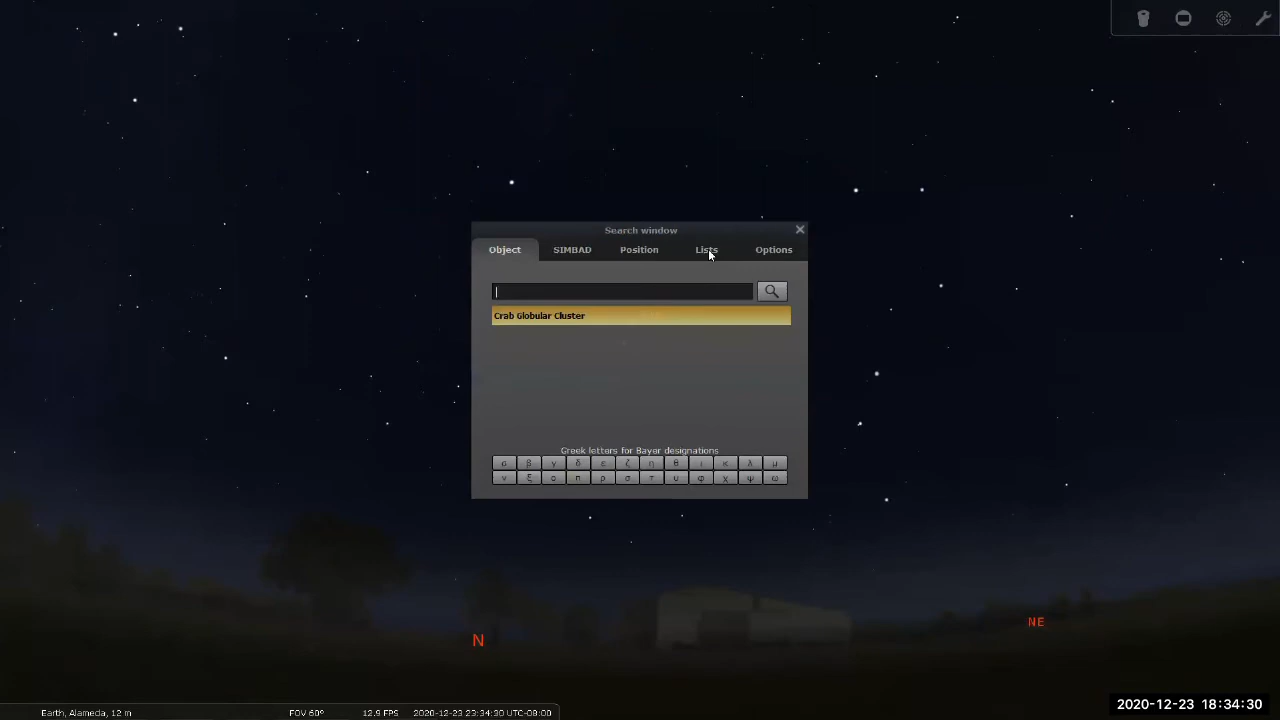 Search window
Object SIMBAD Position Lists Options
Crab Globular Cluster
Greek letters for Bayer designations
α β γ δ ε ζ η θ ι κ λ μ
ν ξ ο π ρ σ τ υ φ χ ψ ω
N
NE
Earth, Alameda, 12 m FOV 60° 12.9 FPS 2020-12-23 23:34:30 UTC-08:00
2020-12-23 18:34:30